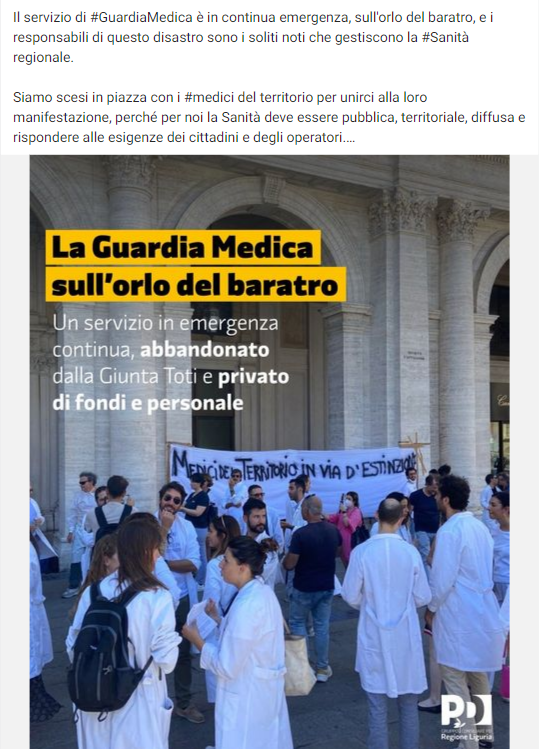 Il servizio di #GuardiaMedica è in continua emergenza, sull'orlo del baratro, e i
responsabili di questo disastro sono i soliti noti che gestiscono la #Sanità
regionale.
Siamo scesi in piazza con i #medici del territorio per unirci alla loro
manifestazione, perché per noi la Sanità deve essere pubblica, territoriale, diffusa e
rispondere alle esigenze dei cittadini e degli operatori....
La Guardia Medica
sull'orlo del baratro
Un servizio in emergenza
continua, abbandonato
dalla Giunta Toti e privato
di fondi e personale
MEDICI DEL TERRITORIO IN VIA D'ESTINZIONE
PD
Regione Liguria